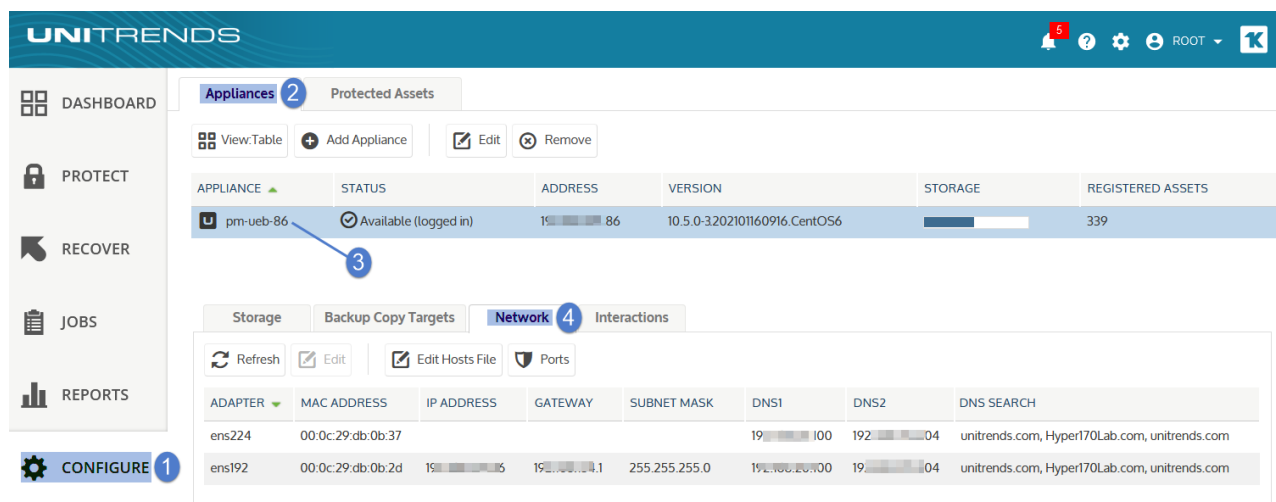 UNITRENDS
5
ROOT
DASHBOARD
PROTECT
RECOVER
JOBS
REPORTS
CONFIGURE 1
Appliances 2 Protected Assets
View:Table Add Appliance Edit Remove
APPLIANCE STATUS ADDRESS VERSION STORAGE REGISTERED ASSETS
pm-ueb-86 Available (logged in) 86 10.5.0-3.202101160916.CentOS6 339
3
Storage Backup Copy Targets Network 4 Interactions
Refresh Edit Edit Hosts File Ports
ADAPTER MAC ADDRESS IP ADDRESS GATEWAY SUBNET MASK DNS1 DNS2 DNS SEARCH
ens224 00:0c:29:db:0b:37 unitrends.com, Hyper170Lab.com, unitrends.com
ens192 00:0c:29:db:0b:2d 255.255.255.0 unitrends.com, Hyper170Lab.com, unitrends.com